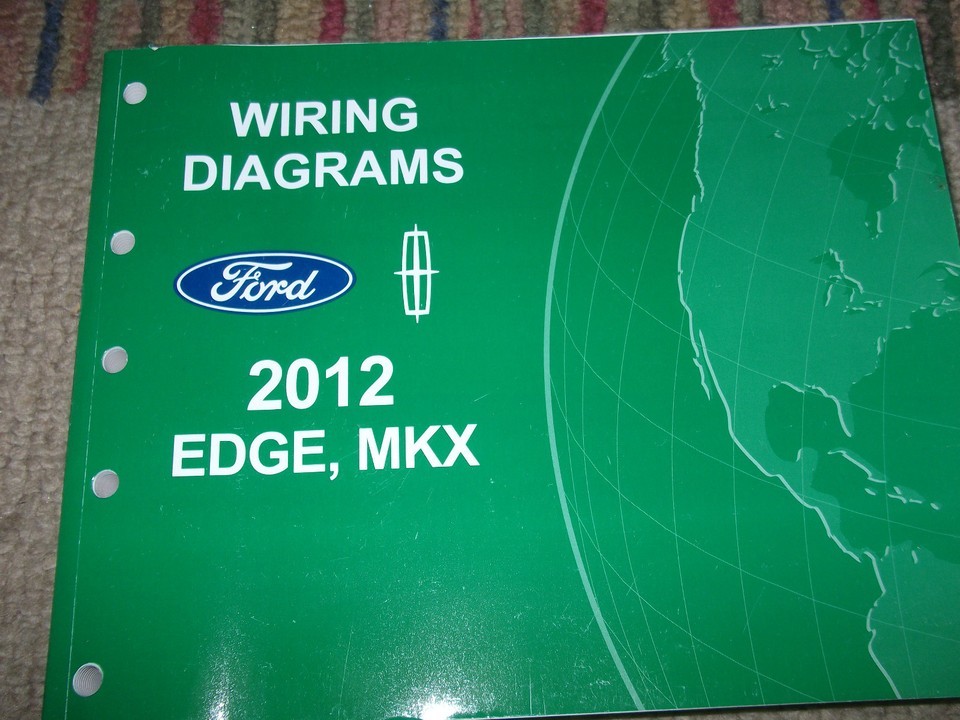 WIRING
DIAGRAMS
Ford
2012
EDGE, MKX